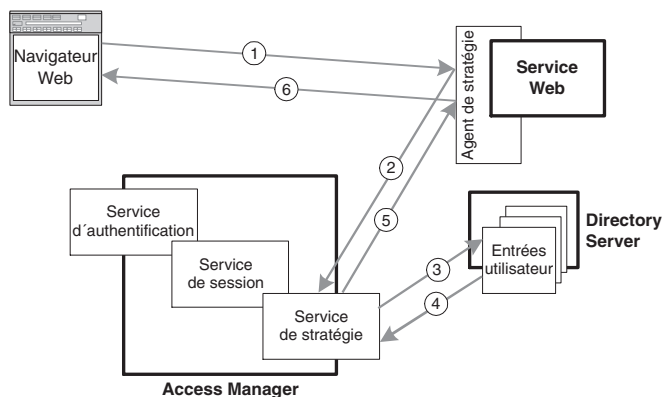 Navigateur
Web
1
6
Agent de stratégie
Service
Web
2
5
Service
d´authentification
Service
de session
Service
de stratégie
3
4
Entrées
utilisateur
Directory
Server
Access Manager